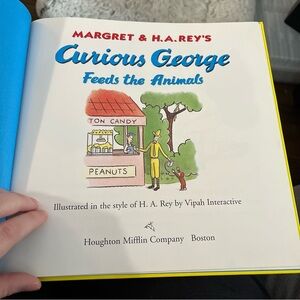 MARGRET & H.A.REY'S
Curious George
Feeds the Animals
TON CANDY
PEANUTS
Illustrated in the style of H. A. Rey by Vipah Interactive
Houghton Mifflin Company Boston